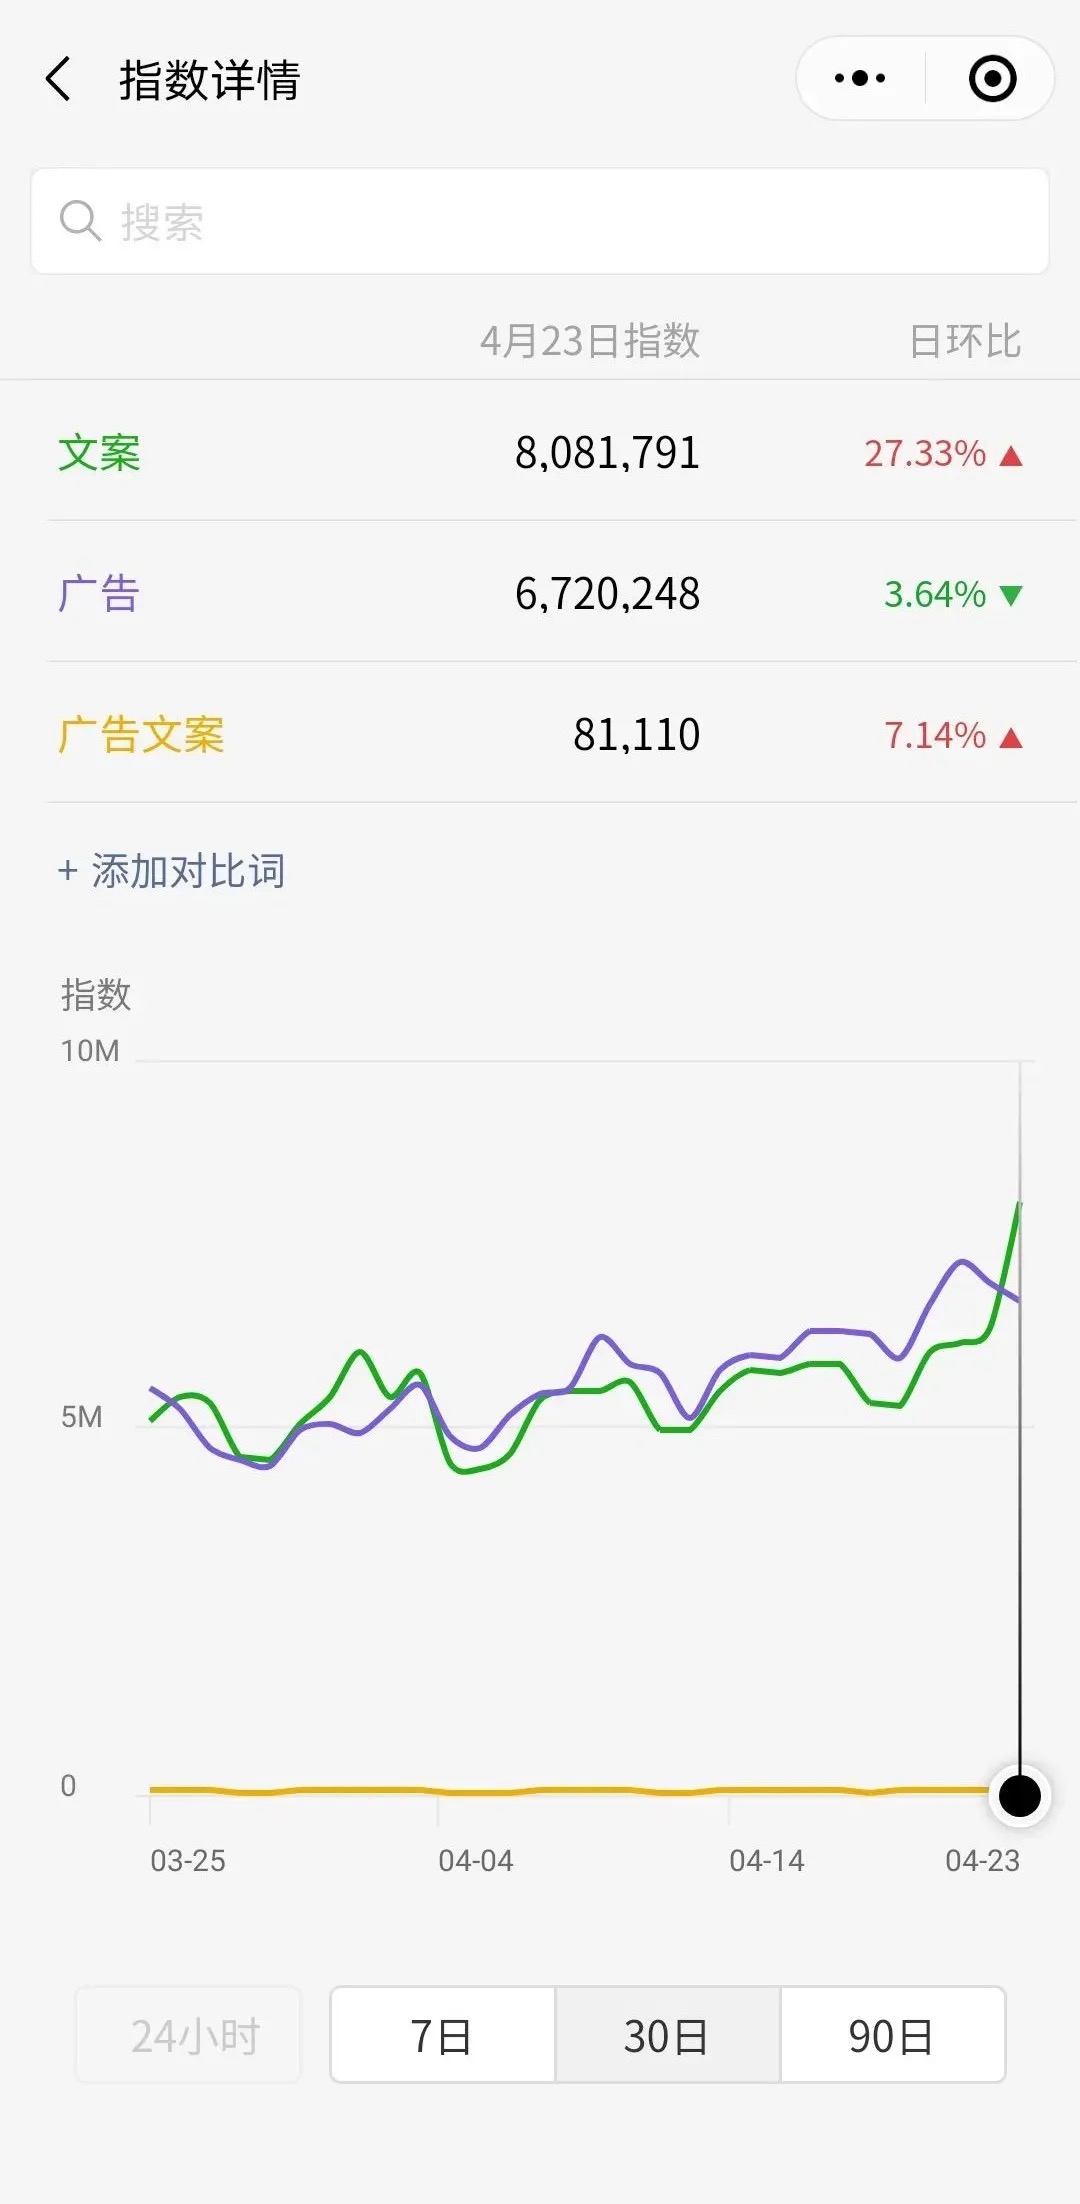 指数详情
搜索
4月23日指数 日环比
文案 8,081,791 27.33% ▲
广告 6,720,248 3.64% ▼
广告文案 81,110 7.14% ▲
+ 添加对比词
指数
10M
5M
0
03-25 04-04 04-14 04-23
24小时 7日 30日 90日